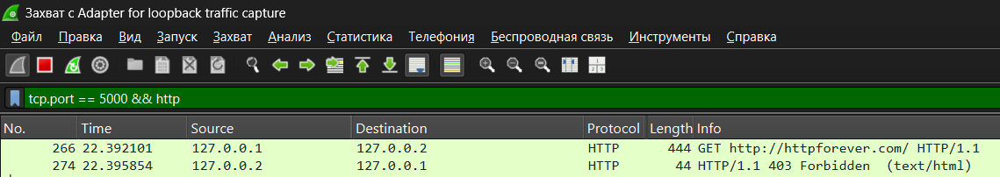 Захват с Adapter for loopback traffic capture
Файл Правка Вид Запуск Захват Анализ Статистика Телефония Беспроводная связь Инструменты Справка
tcp.port == 5000 && http
No. Time Source Destination Protocol Length Info
266 22.392101 127.0.0.1 127.0.0.2 HTTP 444 GET http://httpforever.com/ HTTP/1.1
274 22.395854 127.0.0.2 127.0.0.1 HTTP 44 HTTP/1.1 403 Forbidden (text/html)